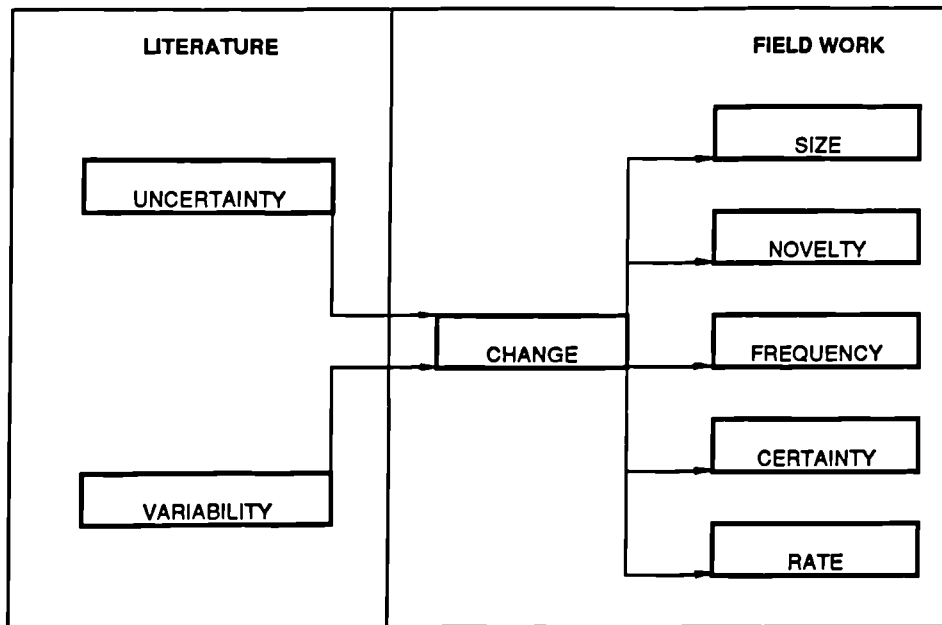 LITERATURE
FIELD WORK
SIZE
UNCERTAINTY
NOVELTY
CHANGE
FREQUENCY
CERTAINTY
VARIABILITY
RATE